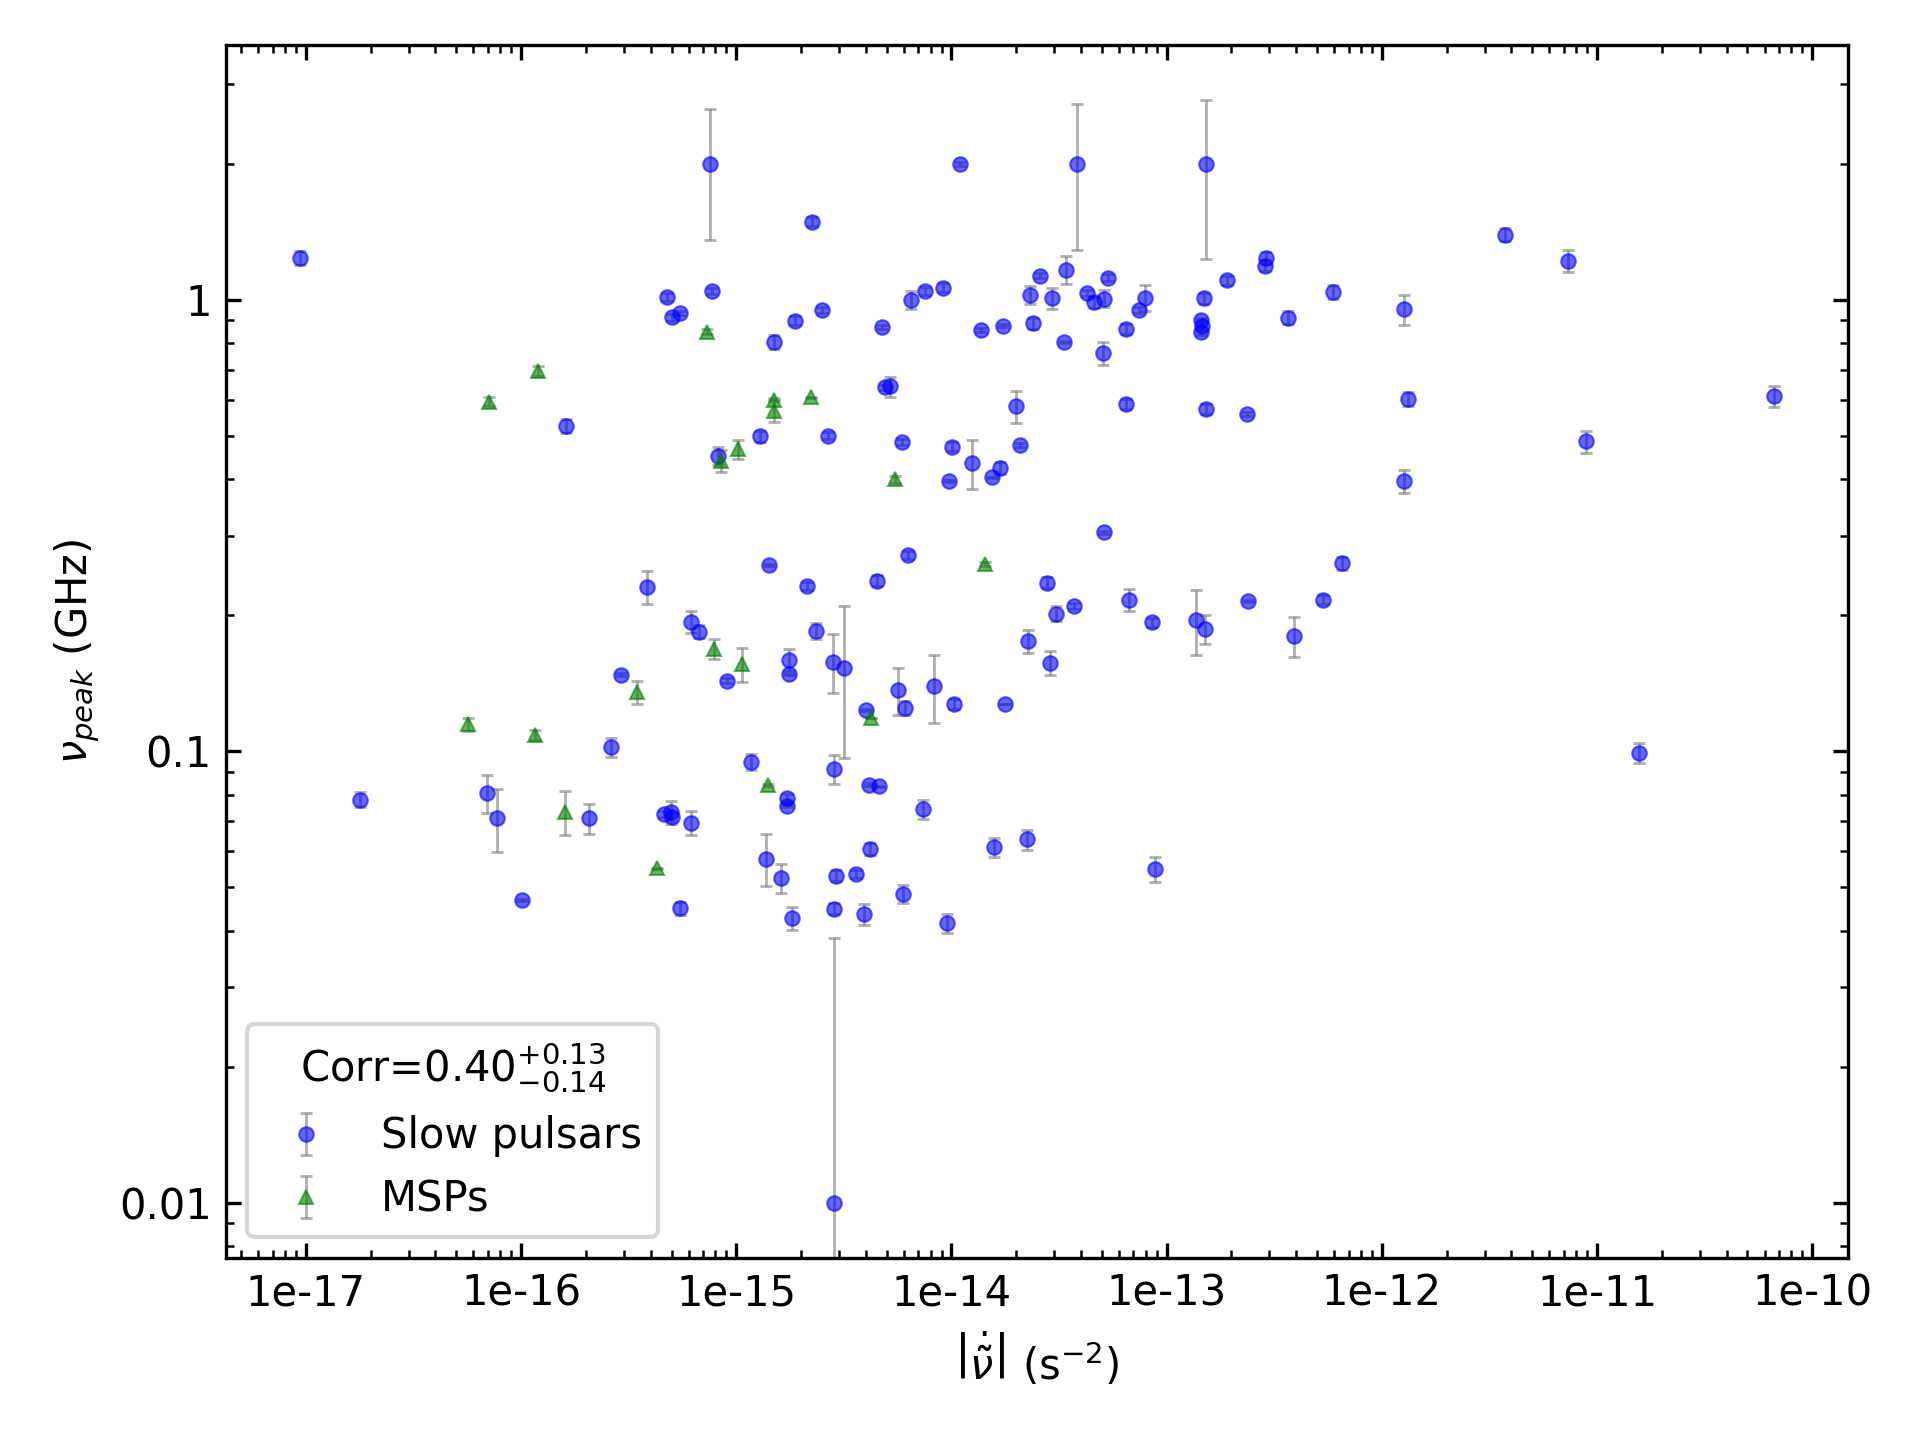 1
0.1
0.01
ν_peak (GHz)
Corr=0.40^{+0.13}_{−0.14}
Slow pulsars
MSPs
1e-17 1e-16 1e-15 1e-14 1e-13 1e-12 1e-11 1e-10
|ν̃̇| (s⁻²)